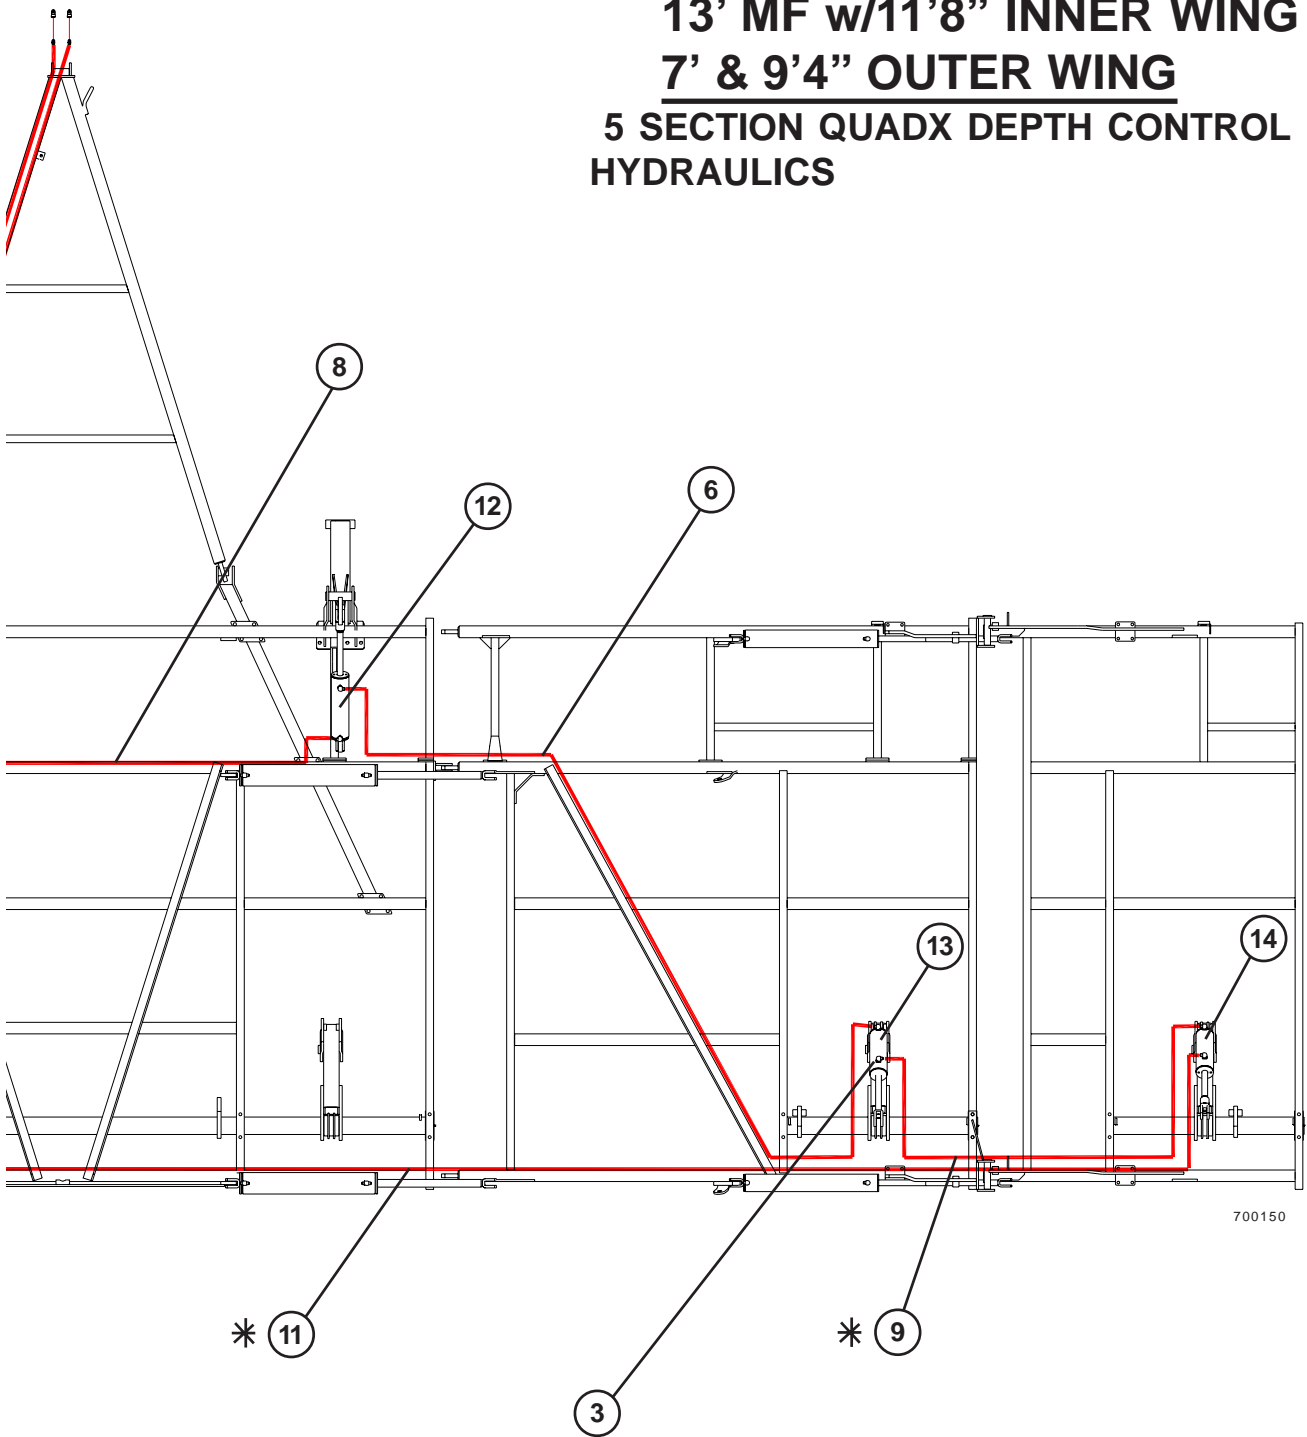 13’ MF w/11’8” INNER WING
7’ & 9’4” OUTER WING
5 SECTION QUADX DEPTH CONTROL
HYDRAULICS
8
12
6
13
14
700150
* 11
* 9
3